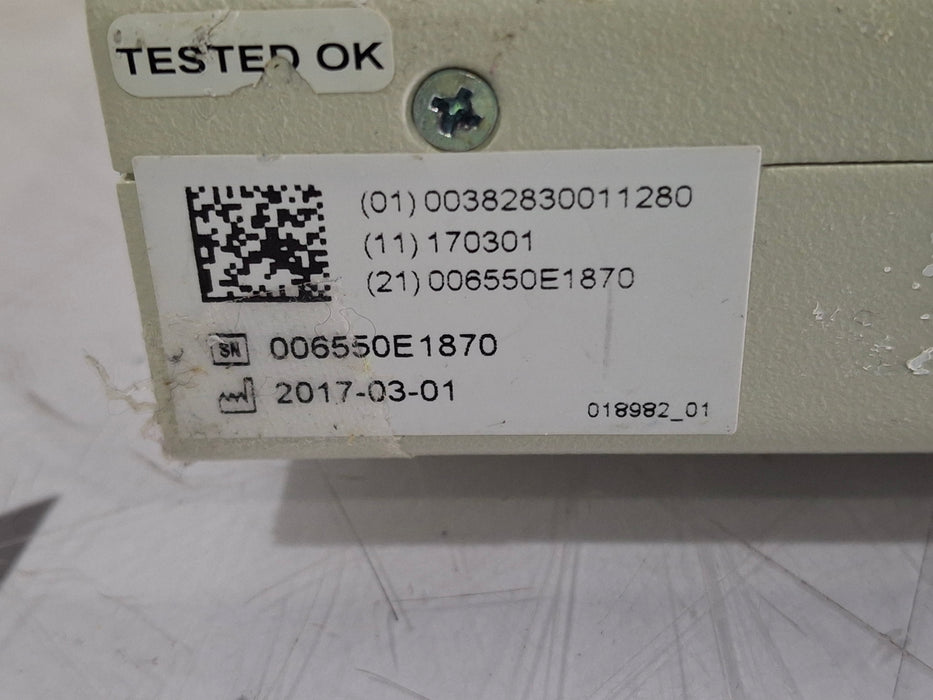 TESTED OK
(01) 00382830011280
(11) 170301
(21) 006550E1870
SN 006550E1870
2017-03-01
018982_01